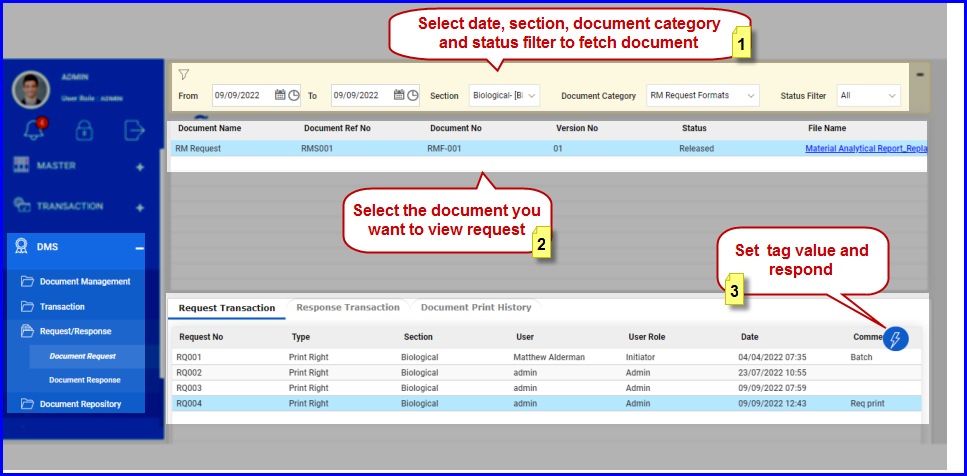 Select date, section, document category
and status filter to fetch document
1
ADMIN
User Role : ADMIN
4
From 09/09/2022 To 09/09/2022 Section Biological- [Bi Document Category RM Request Formats Status Filter All
Document Name Document Ref No Document No Version No Status File Name
RM Request RMS001 RMF-001 01 Released Material Analytical Report_Repla
MASTER
TRANSACTION
DMS
Document Management
Transaction
Request/Response
Document Request
Document Response
Document Repository
Select the document you
want to view request
2
Set tag value and
respond
3
Request Transaction Response Transaction Document Print History
Request No Type Section User User Role Date Comme
RQ001 Print Right Biological Matthew Alderman Initiator 04/04/2022 07:35 Batch
RQ002 Print Right Biological admin Admin 23/07/2022 10:55
RQ003 Print Right Biological admin Admin 09/09/2022 07:59
RQ004 Print Right Biological admin Admin 09/09/2022 12:43 Req print